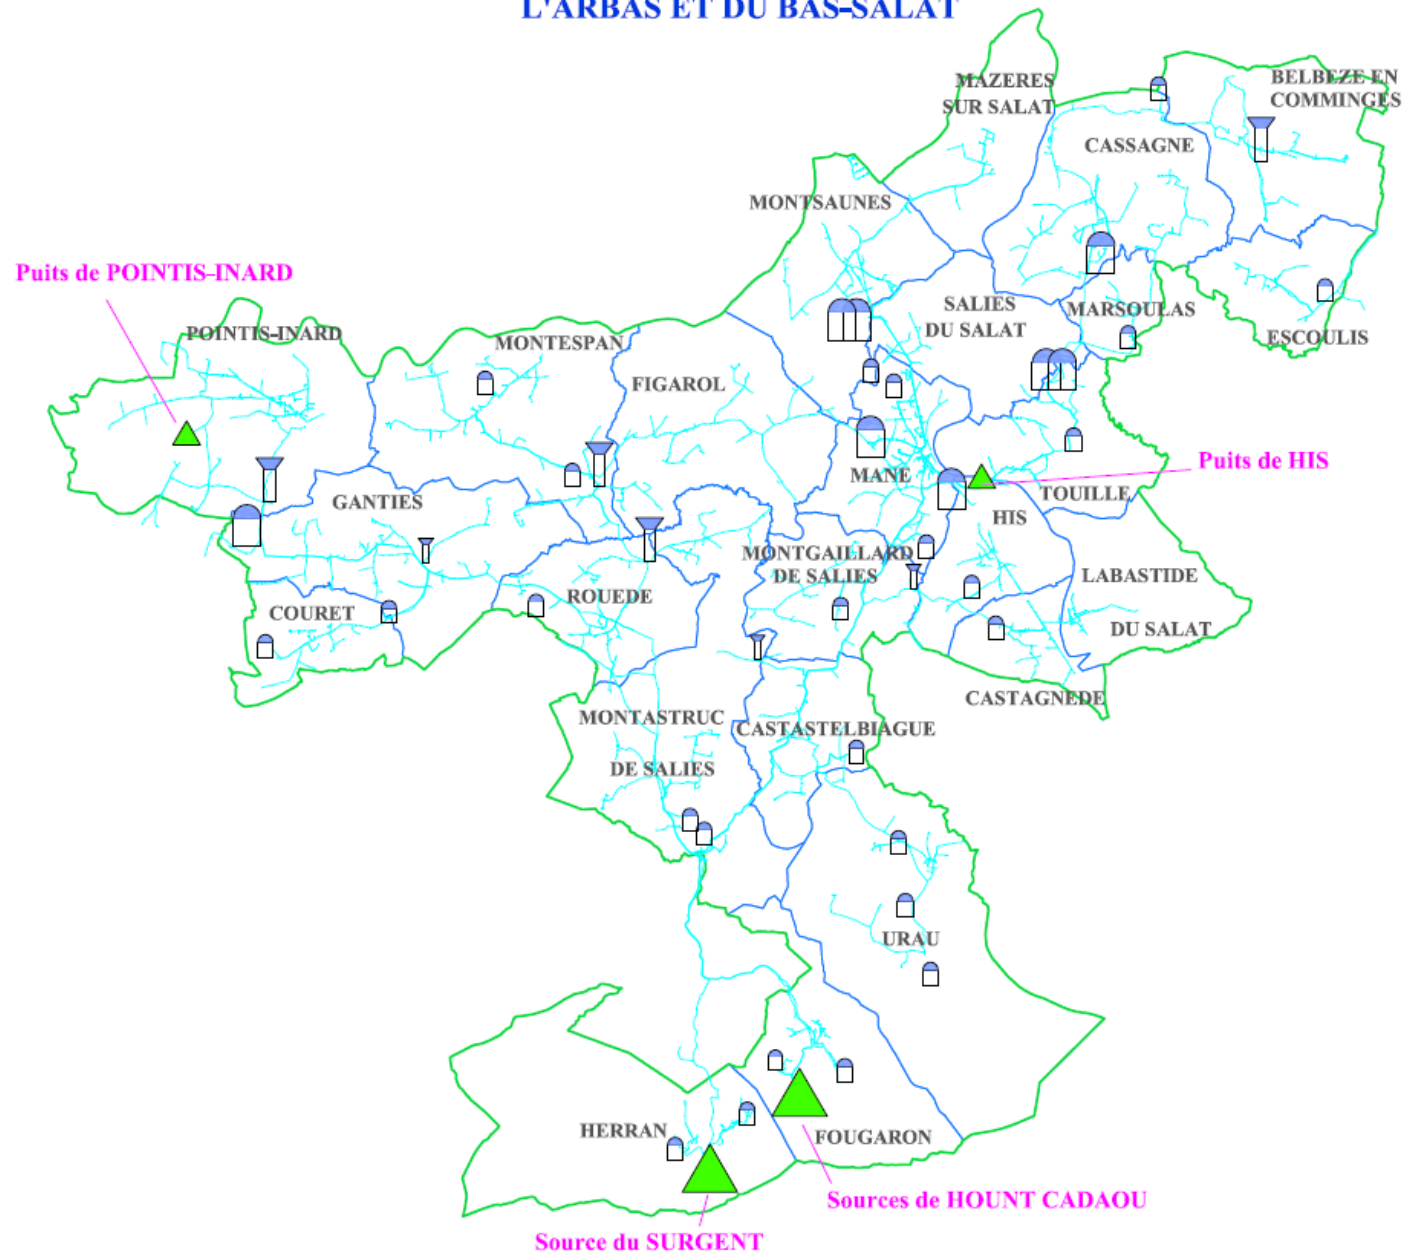 L'ARBAS ET DU BAS-SALAT
MAZERES
SUR SALAT
BELBEZE EN
COMMINGES
CASSAGNE
MONTSAUNES
Puits de POINTIS-INARD
POINTIS-INARD
MONTESPAN
SALIES
DU SALAT
MARSOULAS
ESCOULIS
FIGAROL
MANE
Puits de HIS
TOUILLE
HIS
GANTIES
MONTGAILLARD
DE SALIES
LABASTIDE
DU SALAT
ROUEDE
COURET
CASTAGNEDE
MONTASTRUC
DE SALIES
CASTASTELBIAGUE
URAU
HERRAN
FOUGARON
Sources de HOUNT CADAOU
Source du SURGENT